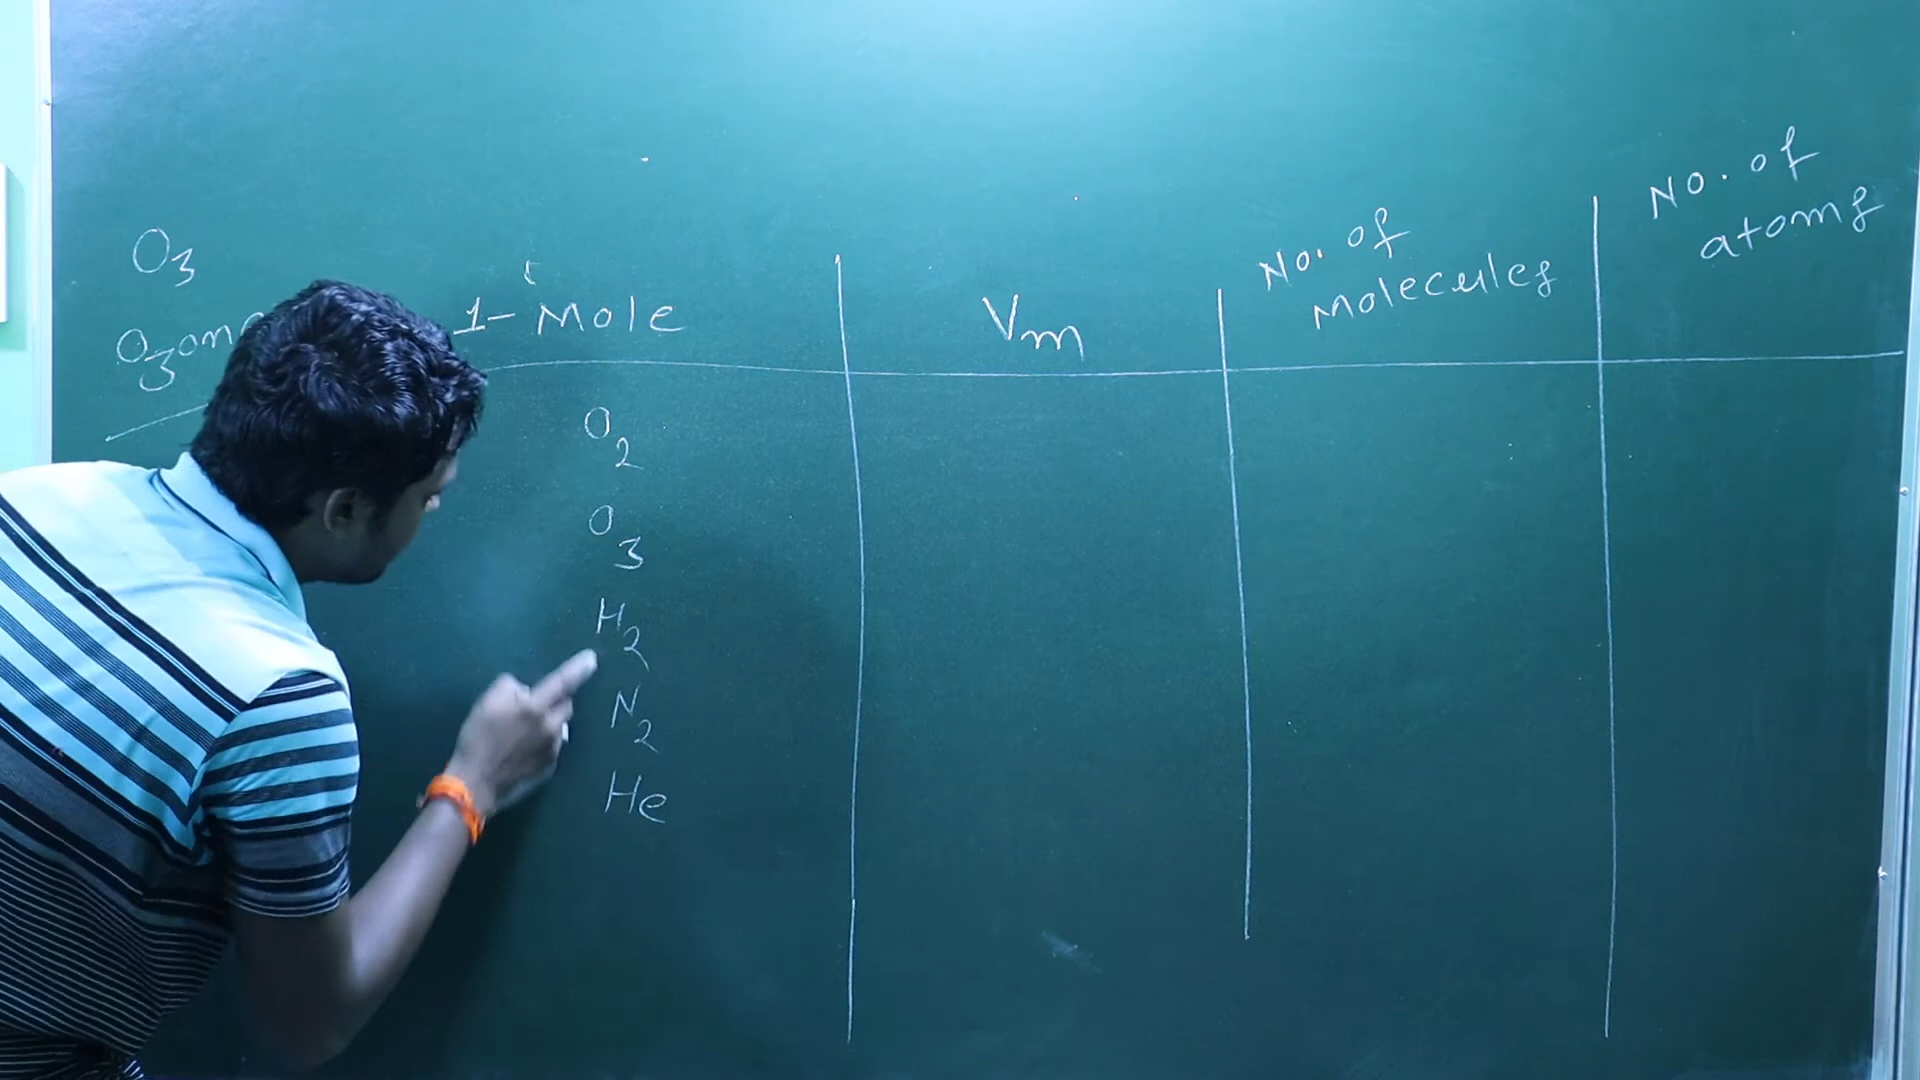 O3
1-Mole
Vm
No. of
Molecules
No. of
atoms
O2
O3
H2
N2
He